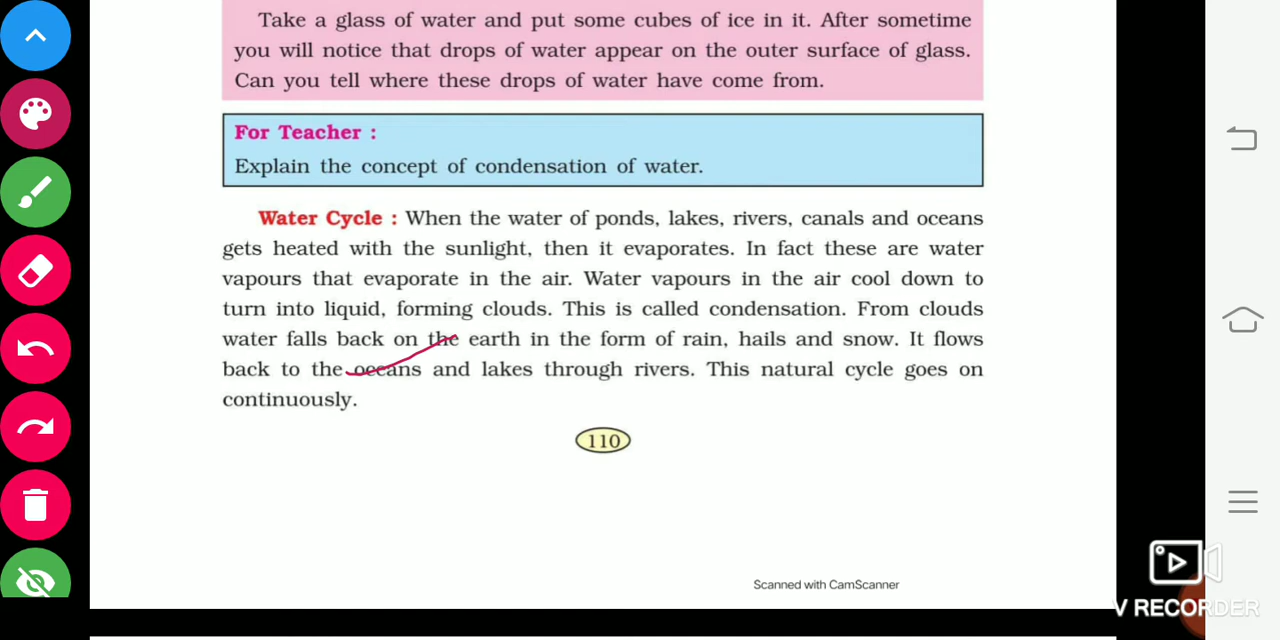 Take a glass of water and put some cubes of ice in it. After sometime
you will notice that drops of water appear on the outer surface of glass.
Can you tell where these drops of water have come from.
For Teacher :
Explain the concept of condensation of water.
Water Cycle : When the water of ponds, lakes, rivers, canals and oceans
gets heated with the sunlight, then it evaporates. In fact these are water
vapours that evaporate in the air. Water vapours in the air cool down to
turn into liquid, forming clouds. This is called condensation. From clouds
water falls back on the earth in the form of rain, hails and snow. It flows
back to the oceans and lakes through rivers. This natural cycle goes on
continuously.
110
Scanned with CamScanner
V RECORDER